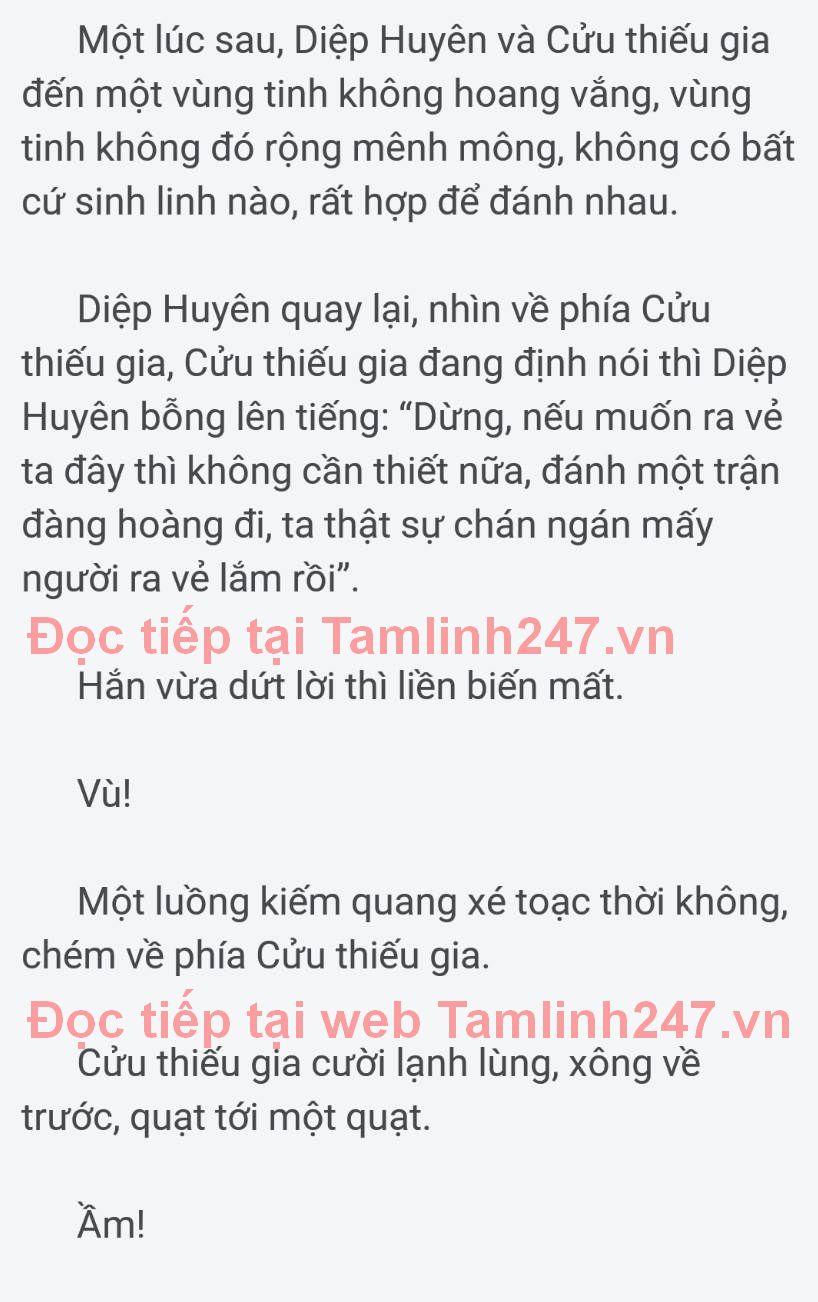 Một lúc sau, Diệp Huyên và Cửu thiếu gia
đến một vùng tinh không hoang vắng, vùng
tinh không đó rộng mênh mông, không có bất
cứ sinh linh nào, rất hợp để đánh nhau.
Diệp Huyên quay lại, nhìn về phía Cửu
thiếu gia, Cửu thiếu gia đang định nói thì Diệp
Huyên bỗng lên tiếng: “Dừng, nếu muốn ra vẻ
ta đây thì không cần thiết nữa, đánh một trận
đàng hoàng đi, ta thật sự chán ngán mấy
người ra vẻ lắm rồi”.
Đọc tiếp tại Tamlinh247.vn
Hắn vừa dứt lời thì liền biến mất.
Vù!
Một luồng kiếm quang xé toạc thời không,
chém về phía Cửu thiếu gia.
Đọc tiếp tại web Tamlinh247.vn
Cửu thiếu gia cười lạnh lùng, xông về
trước, quạt tới một quạt.
Ầm!